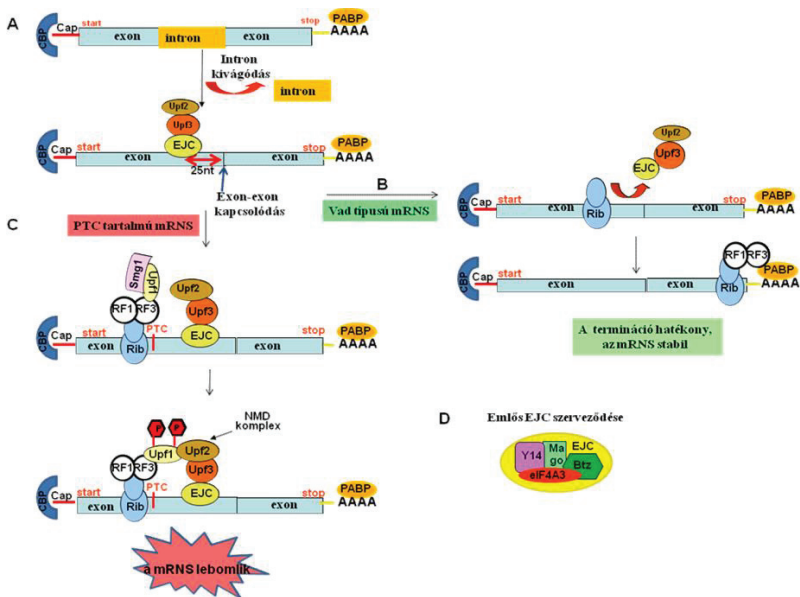 A
CBP
Cap
start
exon
intron
exon
stop
PABP
AAAA
Intron
kivágódás
intron
Upf2
Upf3
EJC
CBP
Cap
start
exon
exon
stop
PABP
AAAA
25nt
Exon-exon
kapcsolódás
B
Vad típusú mRNS
Upf2
Upf3
EJC
CBP
Cap
start
exon
Rib
exon
stop
PABP
AAAA
RF1
RF3
CBP
Cap
start
exon
exon
Rib
PABP
AAAA
A termináció hatékony,
az mRNS stabil
C
PTC tartalmú mRNS
Smg1
Upf1
RF1
RF3
Upf2
Upf3
EJC
CBP
Cap
start
exon
Rib
PTC
exon
stop
PABP
AAAA
P
P
NMD
komplex
Upf1
Upf2
RF1
RF3
Upf3
EJC
CBP
Cap
start
exon
Rib
PTC
exon
stop
PABP
AAAA
a mRNS lebomlik
D
Emlős EJC szerveződése
Y14
Ma
go
EJC
Btz
eIF4A3